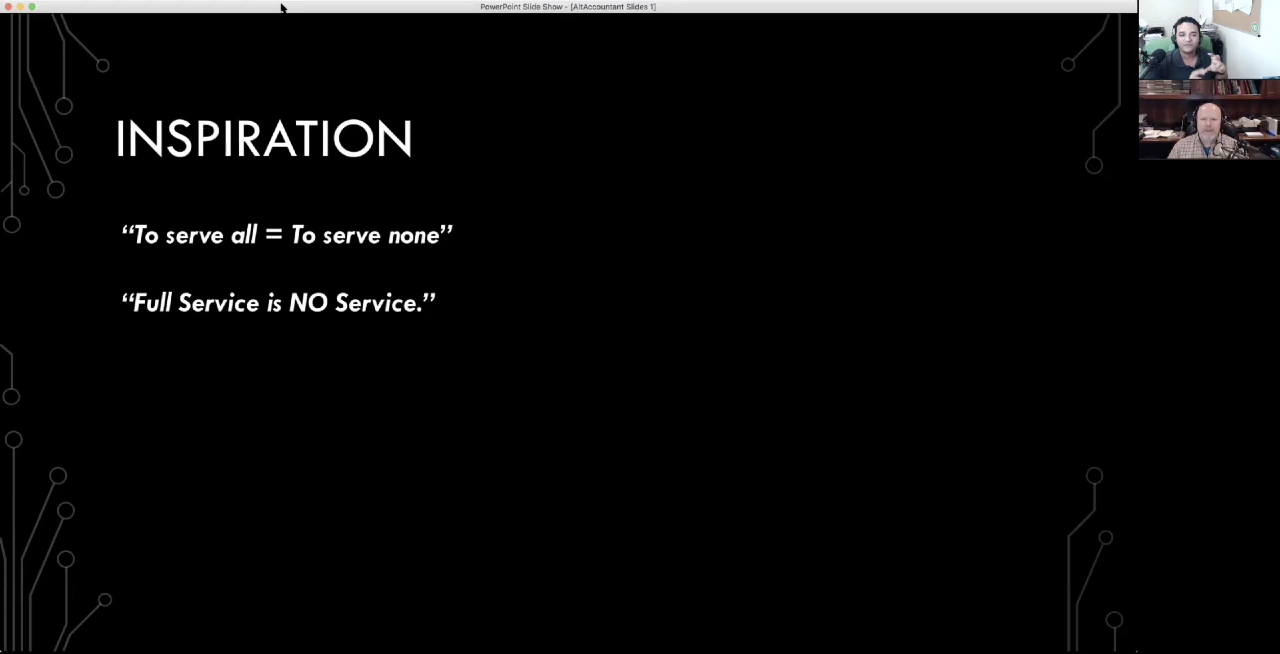 PowerPoint Slide Show - [AltAccountant Slides 1]
INSPIRATION
“To serve all = To serve none”
“Full Service is NO Service.”